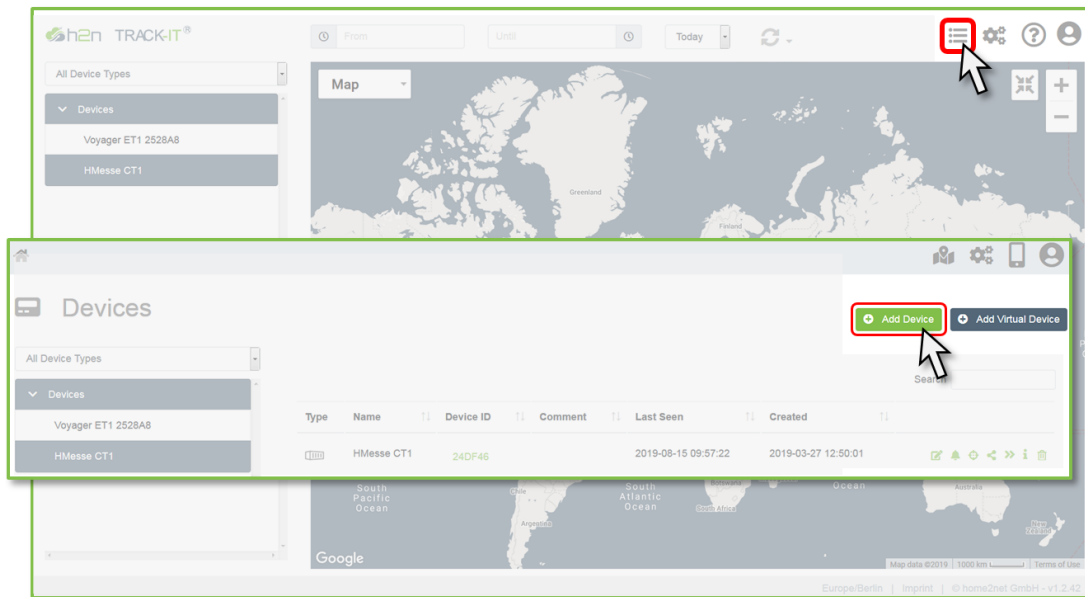 h2n TRACK-IT®
From
Until
Today
All Device Types
Devices
Voyager ET1 2528A8
HMesse CT1
Map
Greenland
Finland
Devices
Add Device
Add Virtual Device
All Device Types
Search
Devices
Voyager ET1 2528A8
HMesse CT1
Type Name Device ID Comment Last Seen Created
HMesse CT1 24DF46 2019-08-15 09:57:22 2019-03-27 12:50:01
South
Pacific
Ocean
Chile
Argentina
South
Atlantic
Ocean
Botswana
South Africa
Ocean
Australia
New
Zealand
Google
Map data ©2019 1000 km Terms of Use
Europe/Berlin | Imprint | © home2net GmbH - v1.2.42